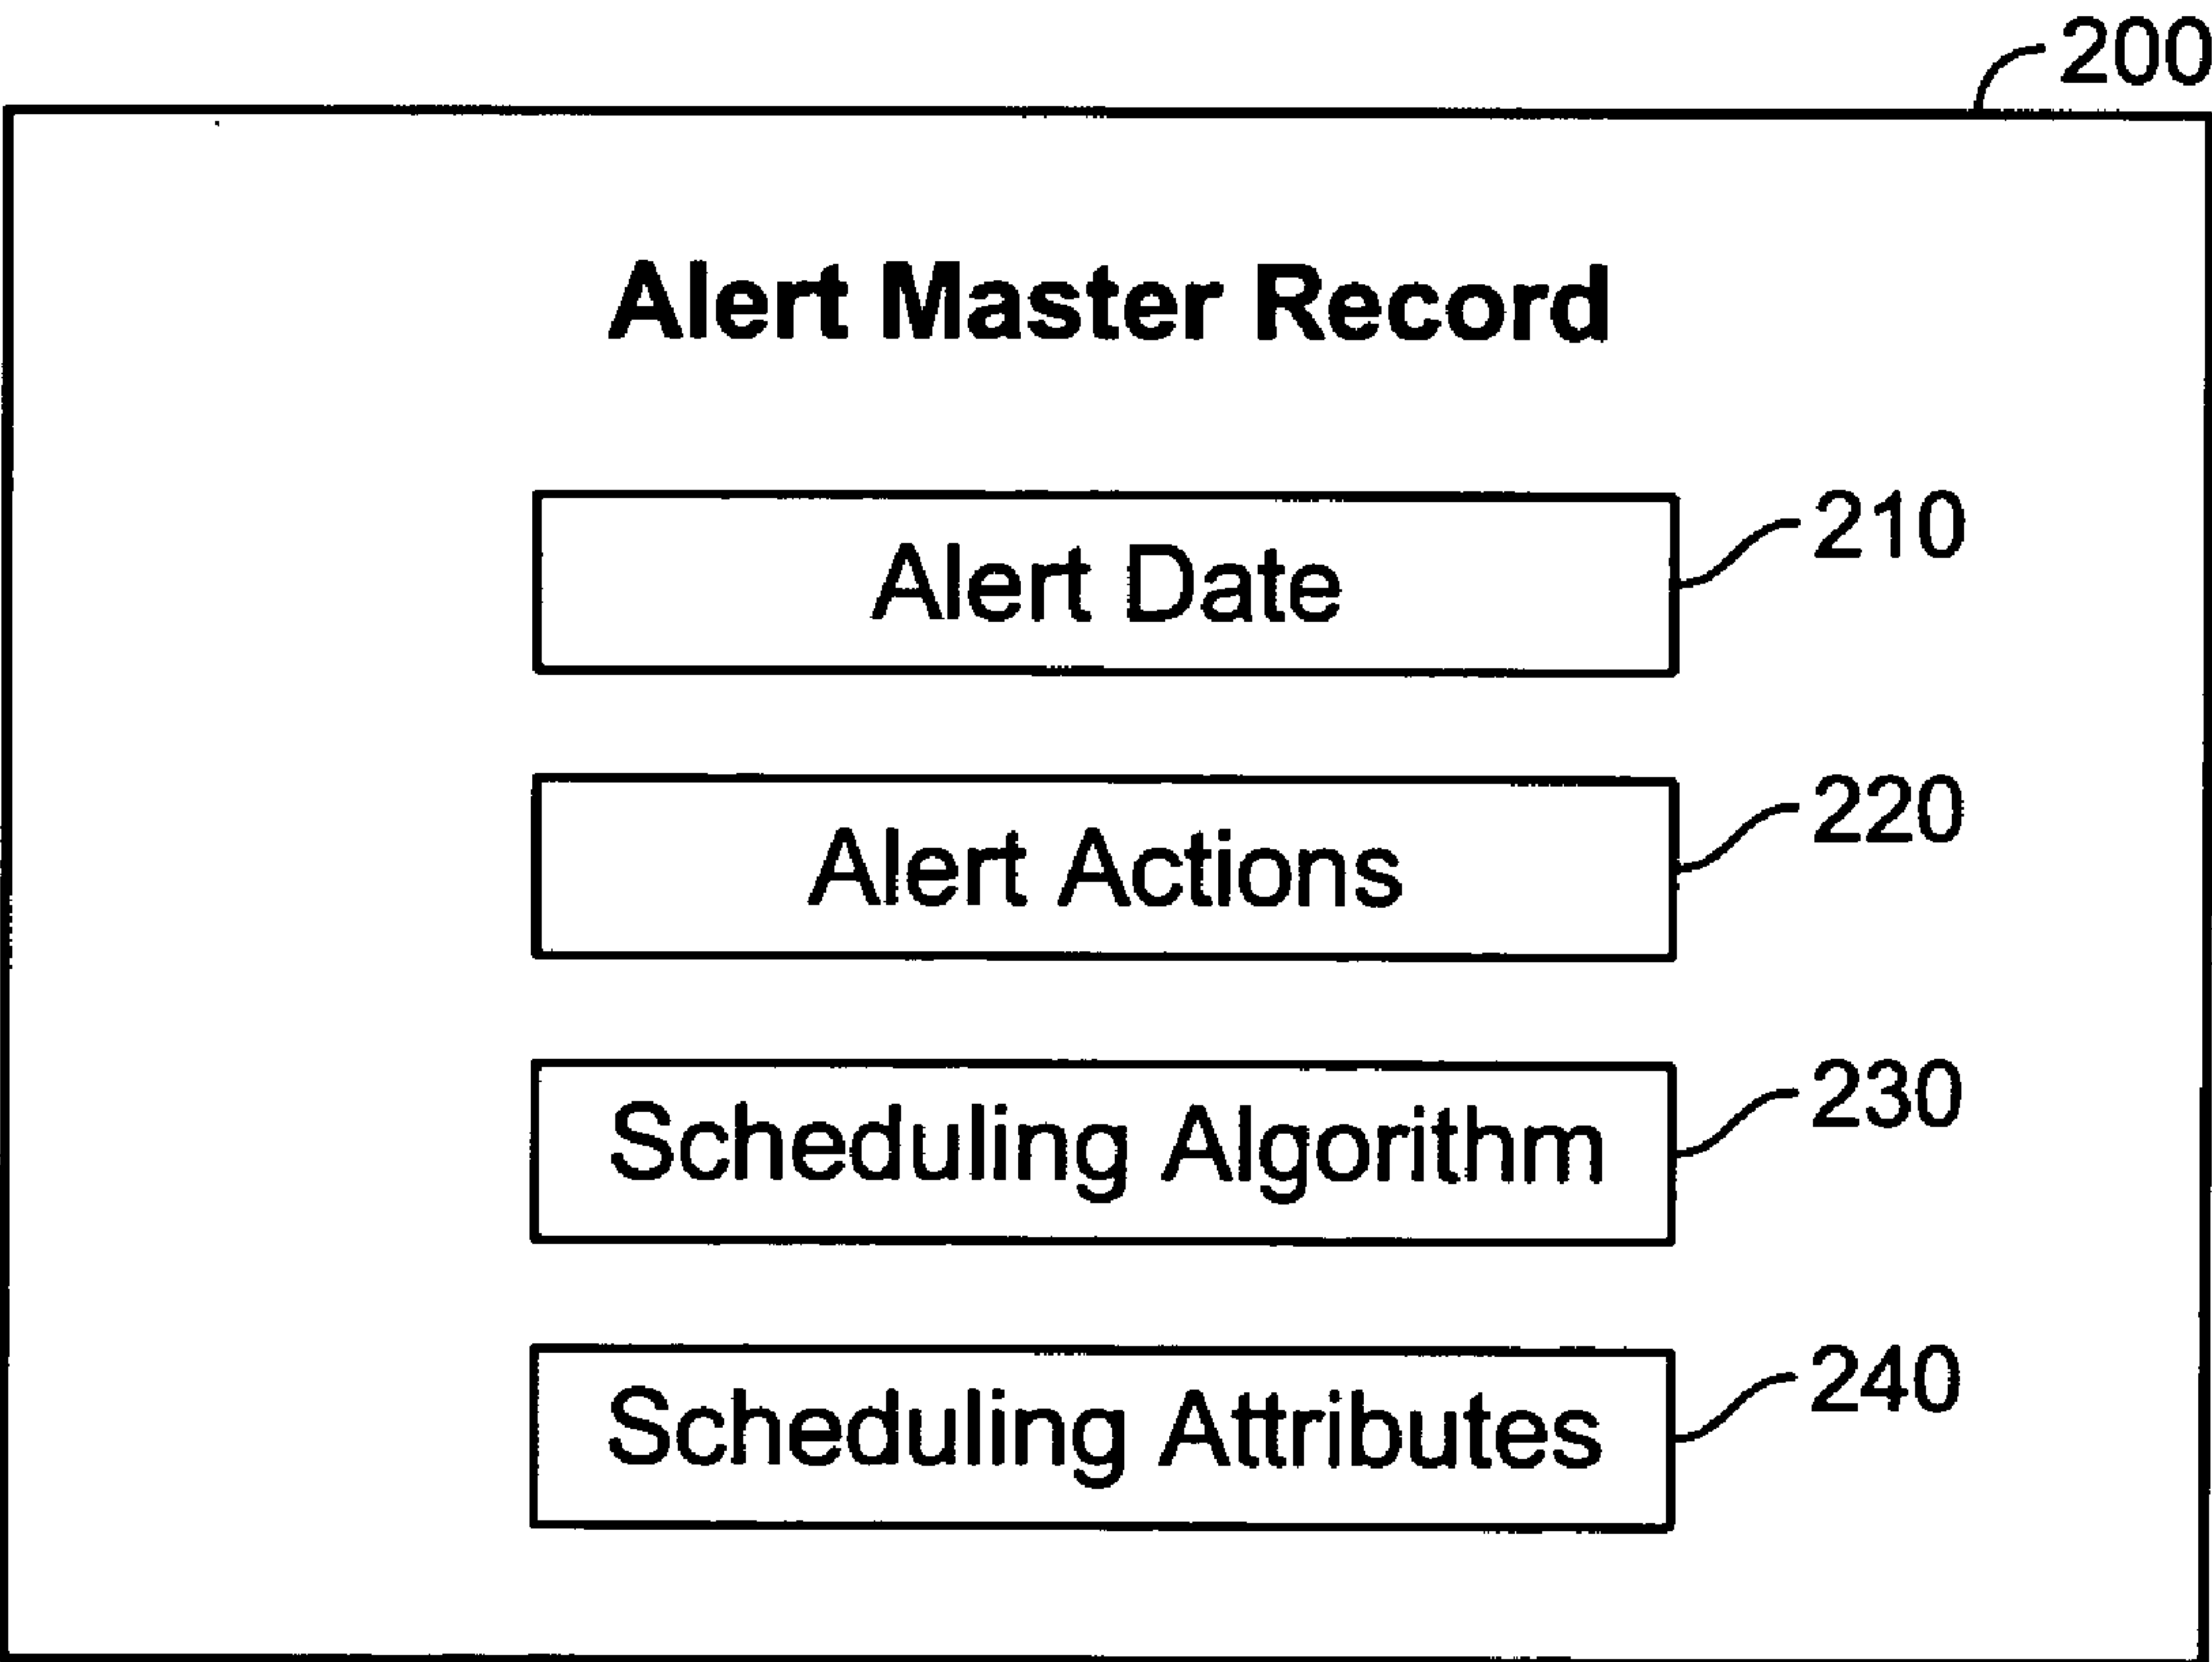 200
Alert Master Record
Alert Date
210
Alert Actions
220
Scheduling Algorithm
230
Scheduling Attributes
240